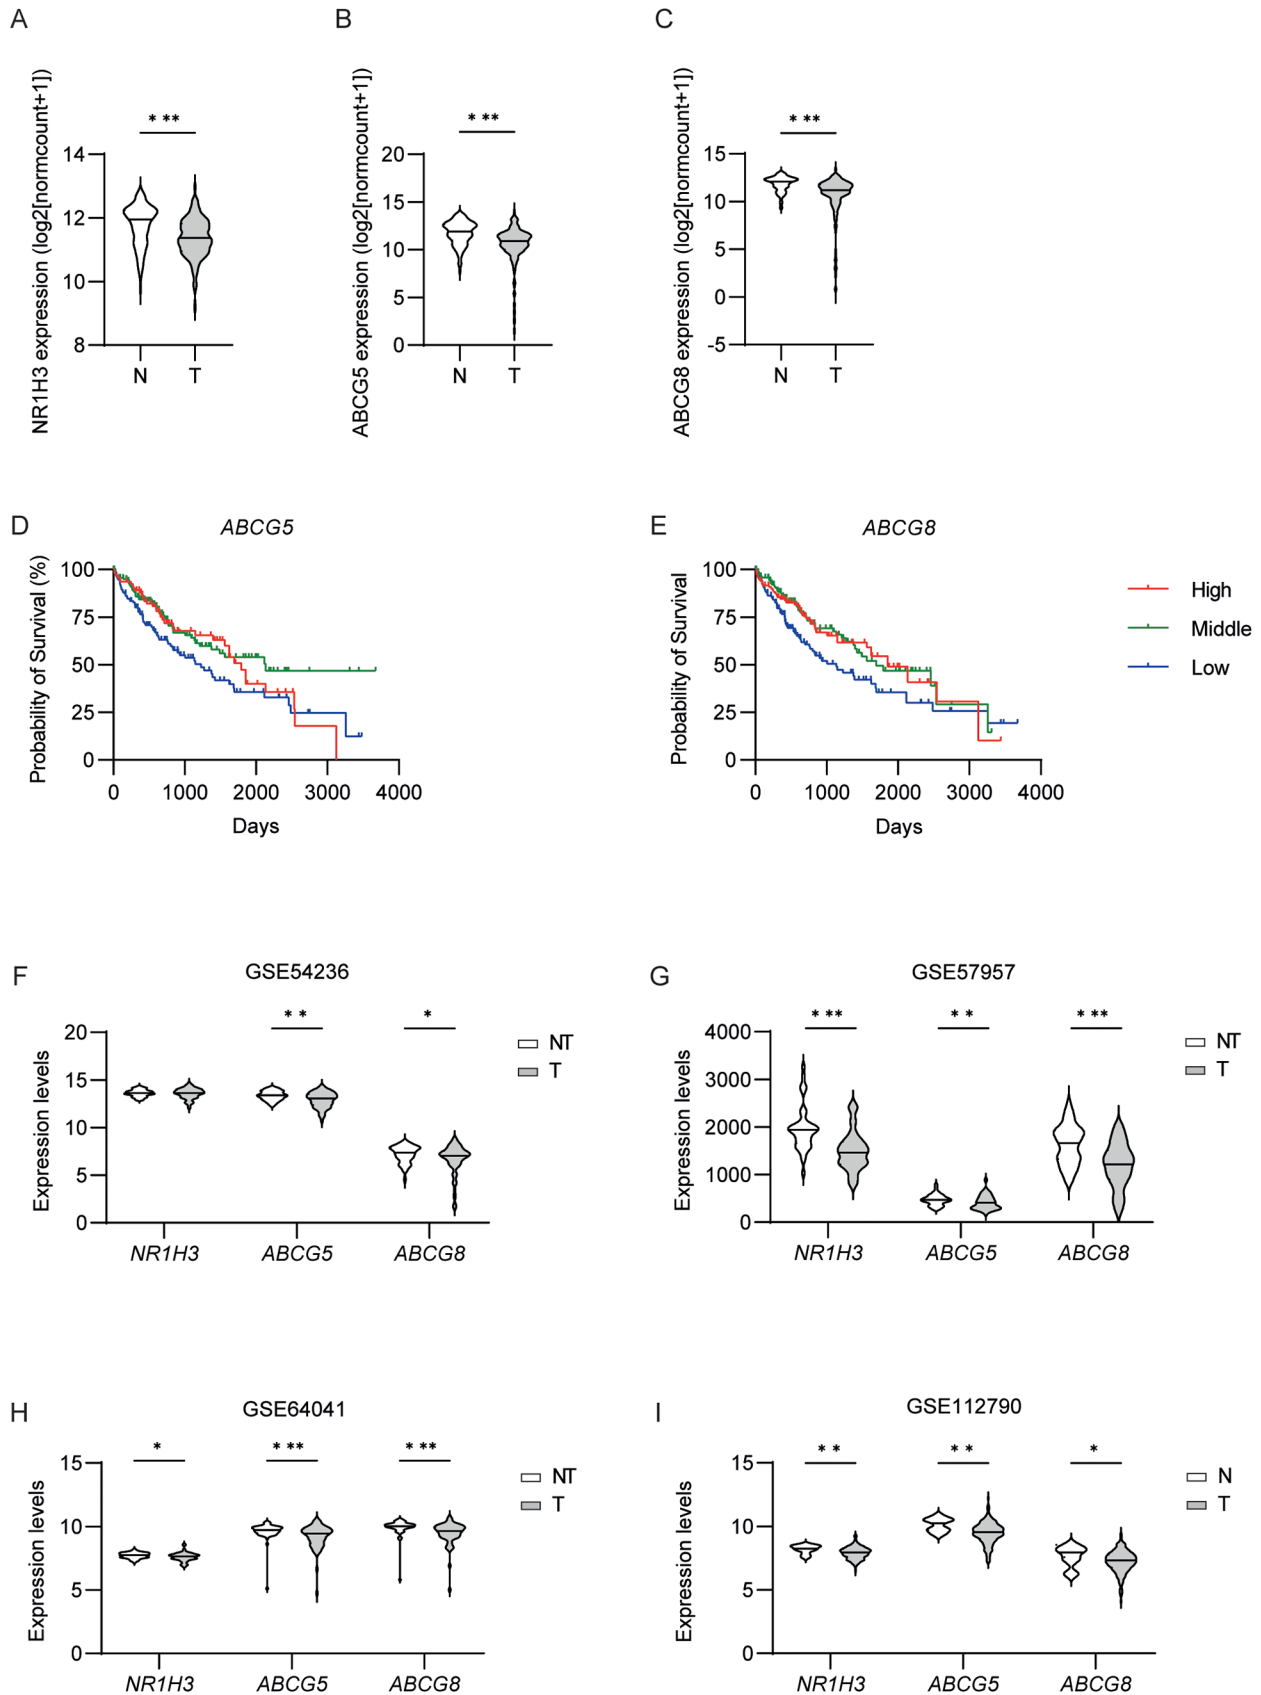 A
B
C
NR1H3 expression (log2[normcount+1])
* **
14
12
10
8
N
T
ABCG5 expression (log2[normcount+1])
* **
20
15
10
5
0
N
T
ABCG8 expression (log2[normcount+1])
* **
15
10
5
0
-5
N
T
D
ABCG5
Probability of Survival (%)
100
75
50
25
0
0 1000 2000 3000 4000
Days
E
ABCG8
Probability of Survival
100
75
50
25
0
0 1000 2000 3000 4000
Days
High
Middle
Low
F
GSE54236
Expression levels
20
15
10
5
0
* *
*
NT
T
NR1H3 ABCG5 ABCG8
G
GSE57957
Expression levels
4000
3000
2000
1000
0
* **
* *
* **
NT
T
NR1H3 ABCG5 ABCG8
H
GSE64041
Expression levels
15
10
5
0
*
* **
* **
NT
T
NR1H3 ABCG5 ABCG8
I
GSE112790
Expression levels
15
10
5
0
* *
* *
*
N
T
NR1H3 ABCG5 ABCG8